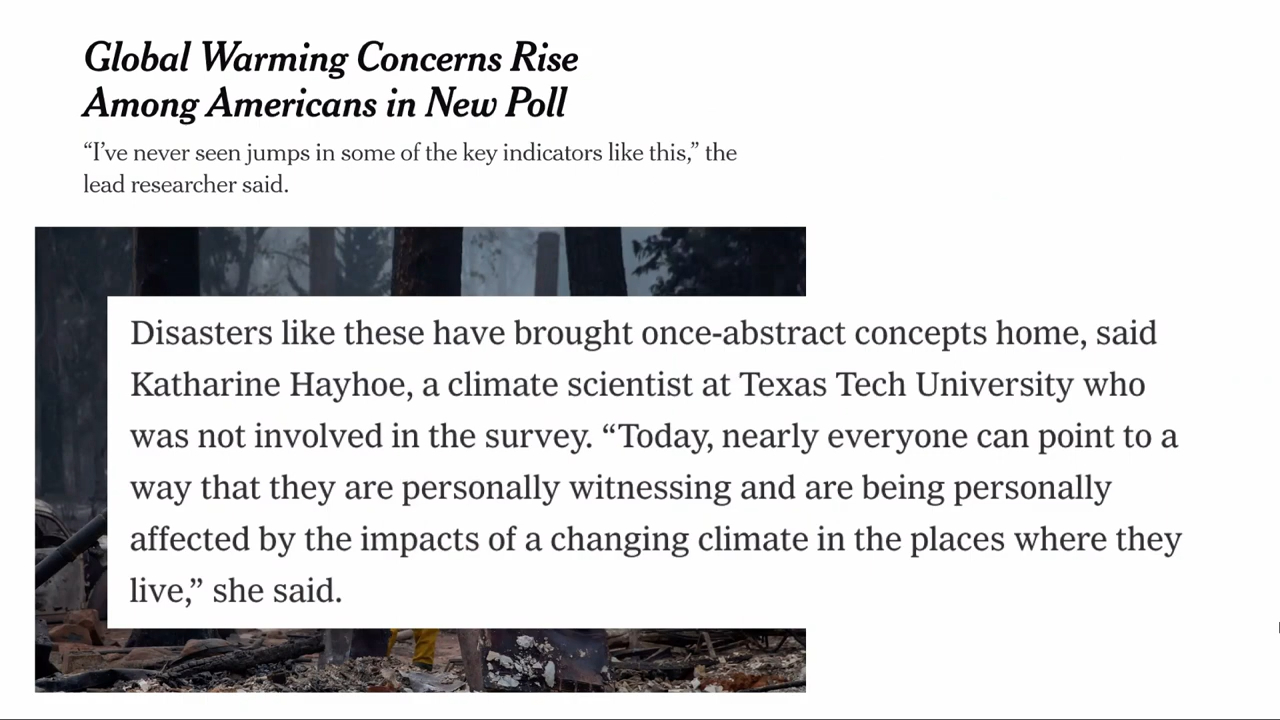 Global Warming Concerns Rise
Among Americans in New Poll
“I’ve never seen jumps in some of the key indicators like this,” the
lead researcher said.
Disasters like these have brought once-abstract concepts home, said
Katharine Hayhoe, a climate scientist at Texas Tech University who
was not involved in the survey. “Today, nearly everyone can point to a
way that they are personally witnessing and are being personally
affected by the impacts of a changing climate in the places where they
live,” she said.